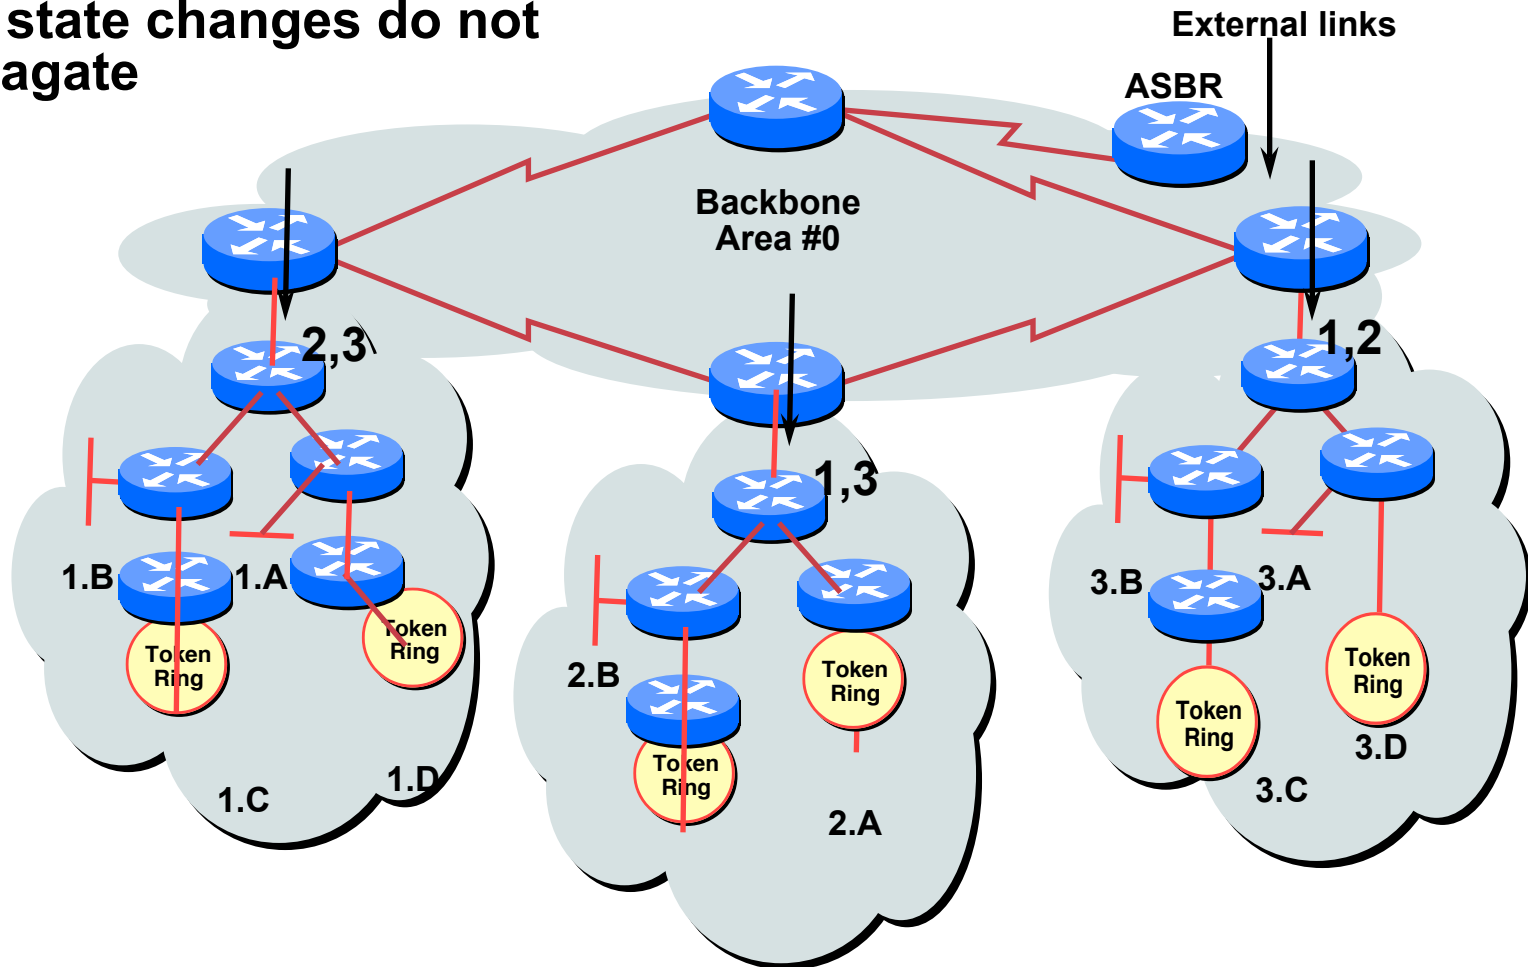 state changes do not
agate
External links
ASBR
Backbone
Area #0
2,3
1,2
1,3
1.B
1.A
3.B
3.A
Token
Ring
Token
Ring
2.B
Token
Ring
Token
Ring
Token
Ring
3.D
Token
Ring
1.C
1.D
3.C
2.A